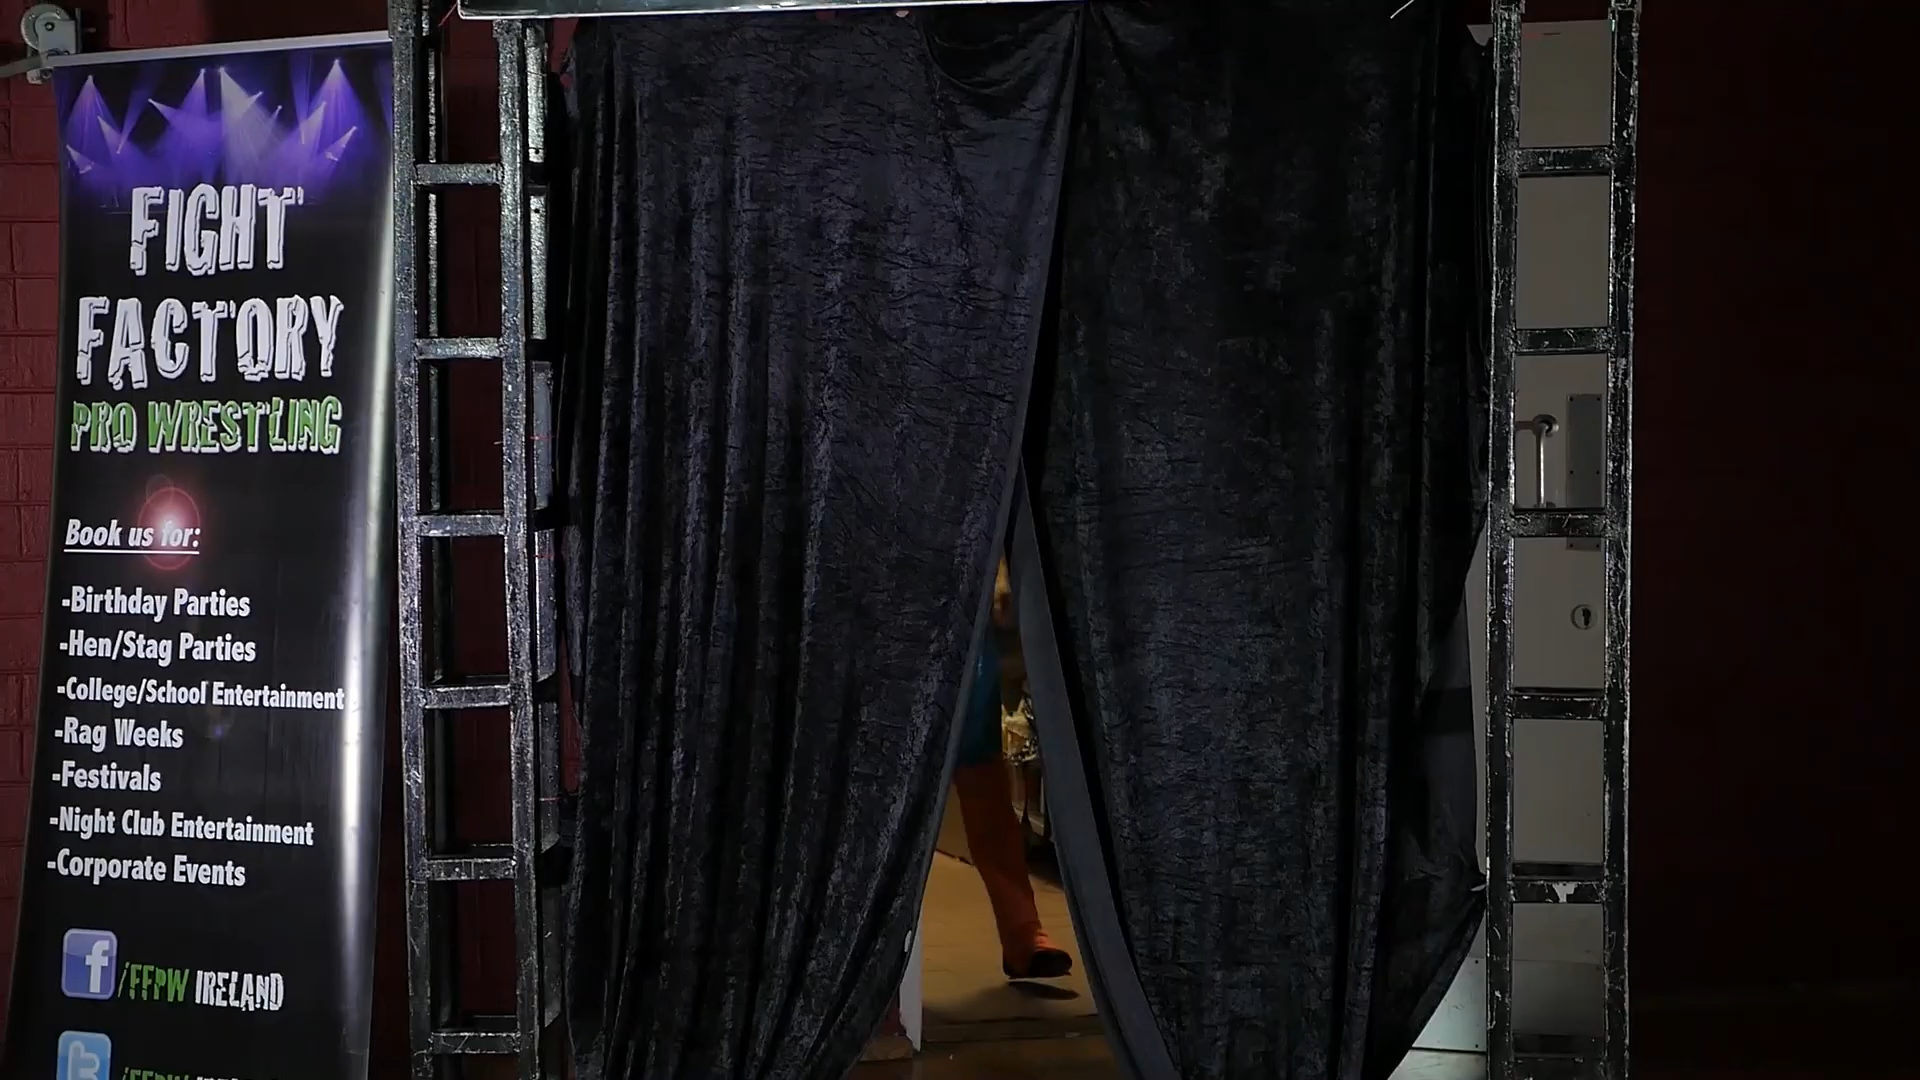 FIGHT
FACTORY
PRO WRESTLING
Book us for:
-Birthday Parties
-Hen/Stag Parties
-College/School Entertainment
-Rag Weeks
-Festivals
-Night Club Entertainment
-Corporate Events
f /FFPW IRELAND
t /FFPW